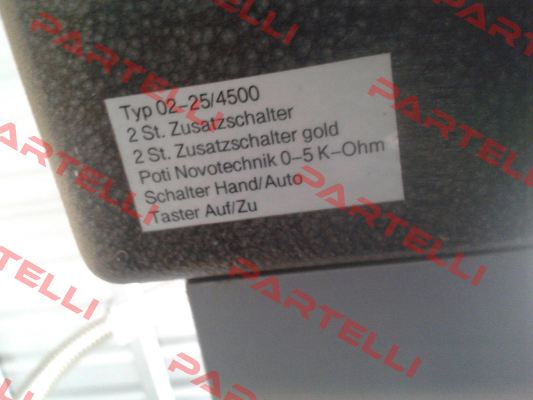 Typ 02-25/4500
2 St. Zusatzschalter
2 St. Zusatzschalter gold
Poti Novotechnik 0-5 K-Ohm
Schalter Hand/Auto
Taster Auf/Zu
PARTELLI
PARTELLI
PARTELLI
PARTELLI
PARTELLI
PARTELLI
PARTELLI
PARTELLI